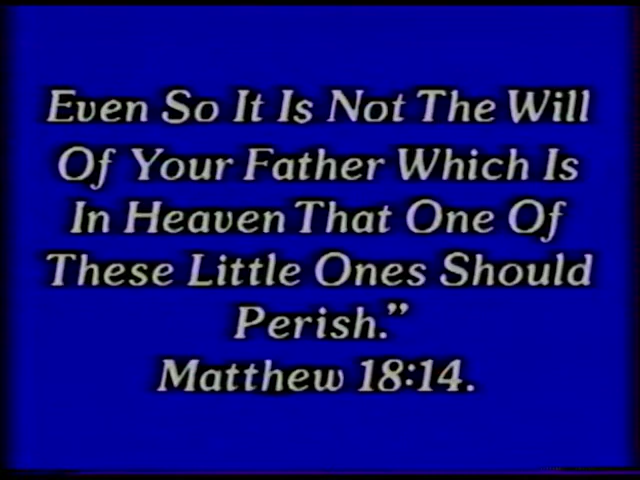 Even So It Is Not The Will
Of Your Father Which Is
In Heaven That One Of
These Little Ones Should
Perish.”
Matthew 18:14.